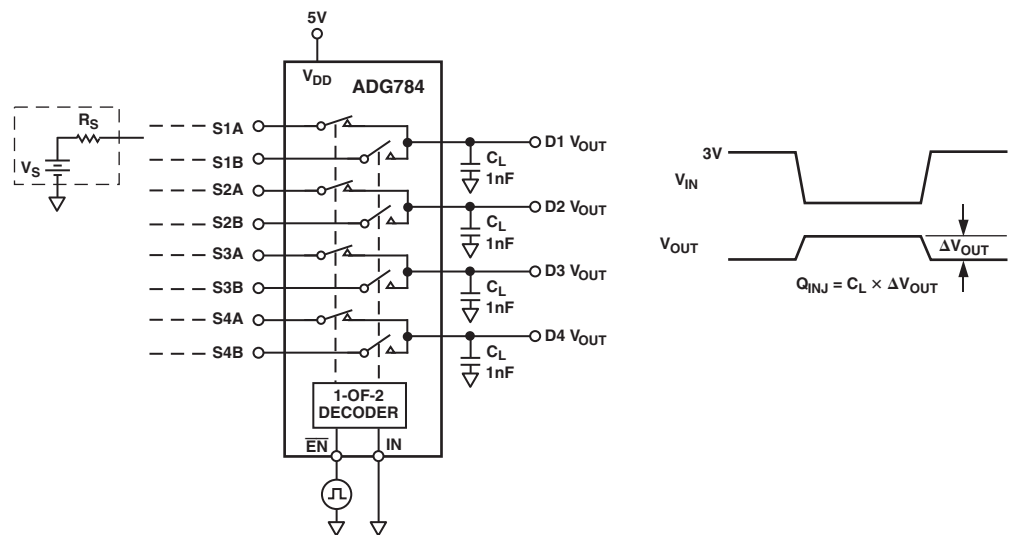 5V
VDD
ADG784
RS
VS
S1A
S1B
S2A
S2B
S3A
S3B
S4A
S4B
D1 VOUT
CL
1nF
D2 VOUT
CL
1nF
D3 VOUT
CL
1nF
D4 VOUT
CL
1nF
1-OF-2
DECODER
EN
IN
3V
VIN
VOUT
ΔVOUT
QINJ = CL × ΔVOUT